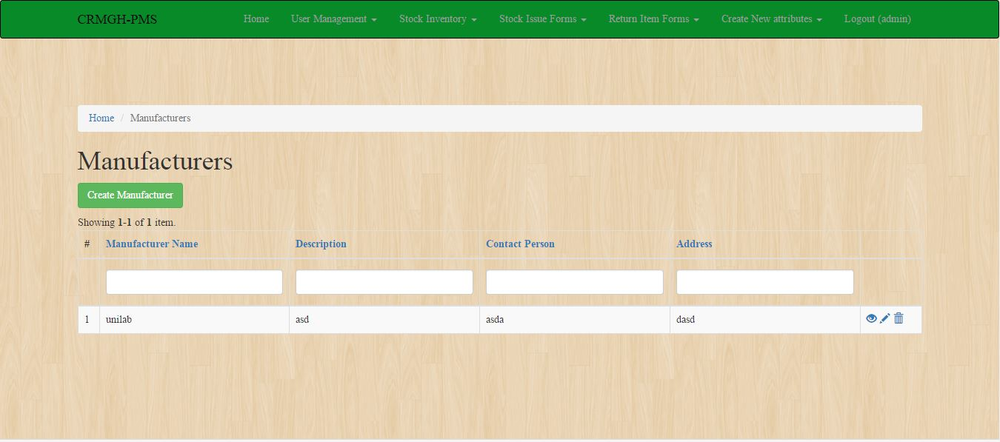 CRMGH-PMS Home User Management Stock Inventory Stock Issue Forms Return Item Forms Create New attributes Logout (admin)
Home / Manufacturers
Manufacturers
Create Manufacturer
Showing 1-1 of 1 item.
# Manufacturer Name Description Contact Person Address
1 unilab asd asda dasd